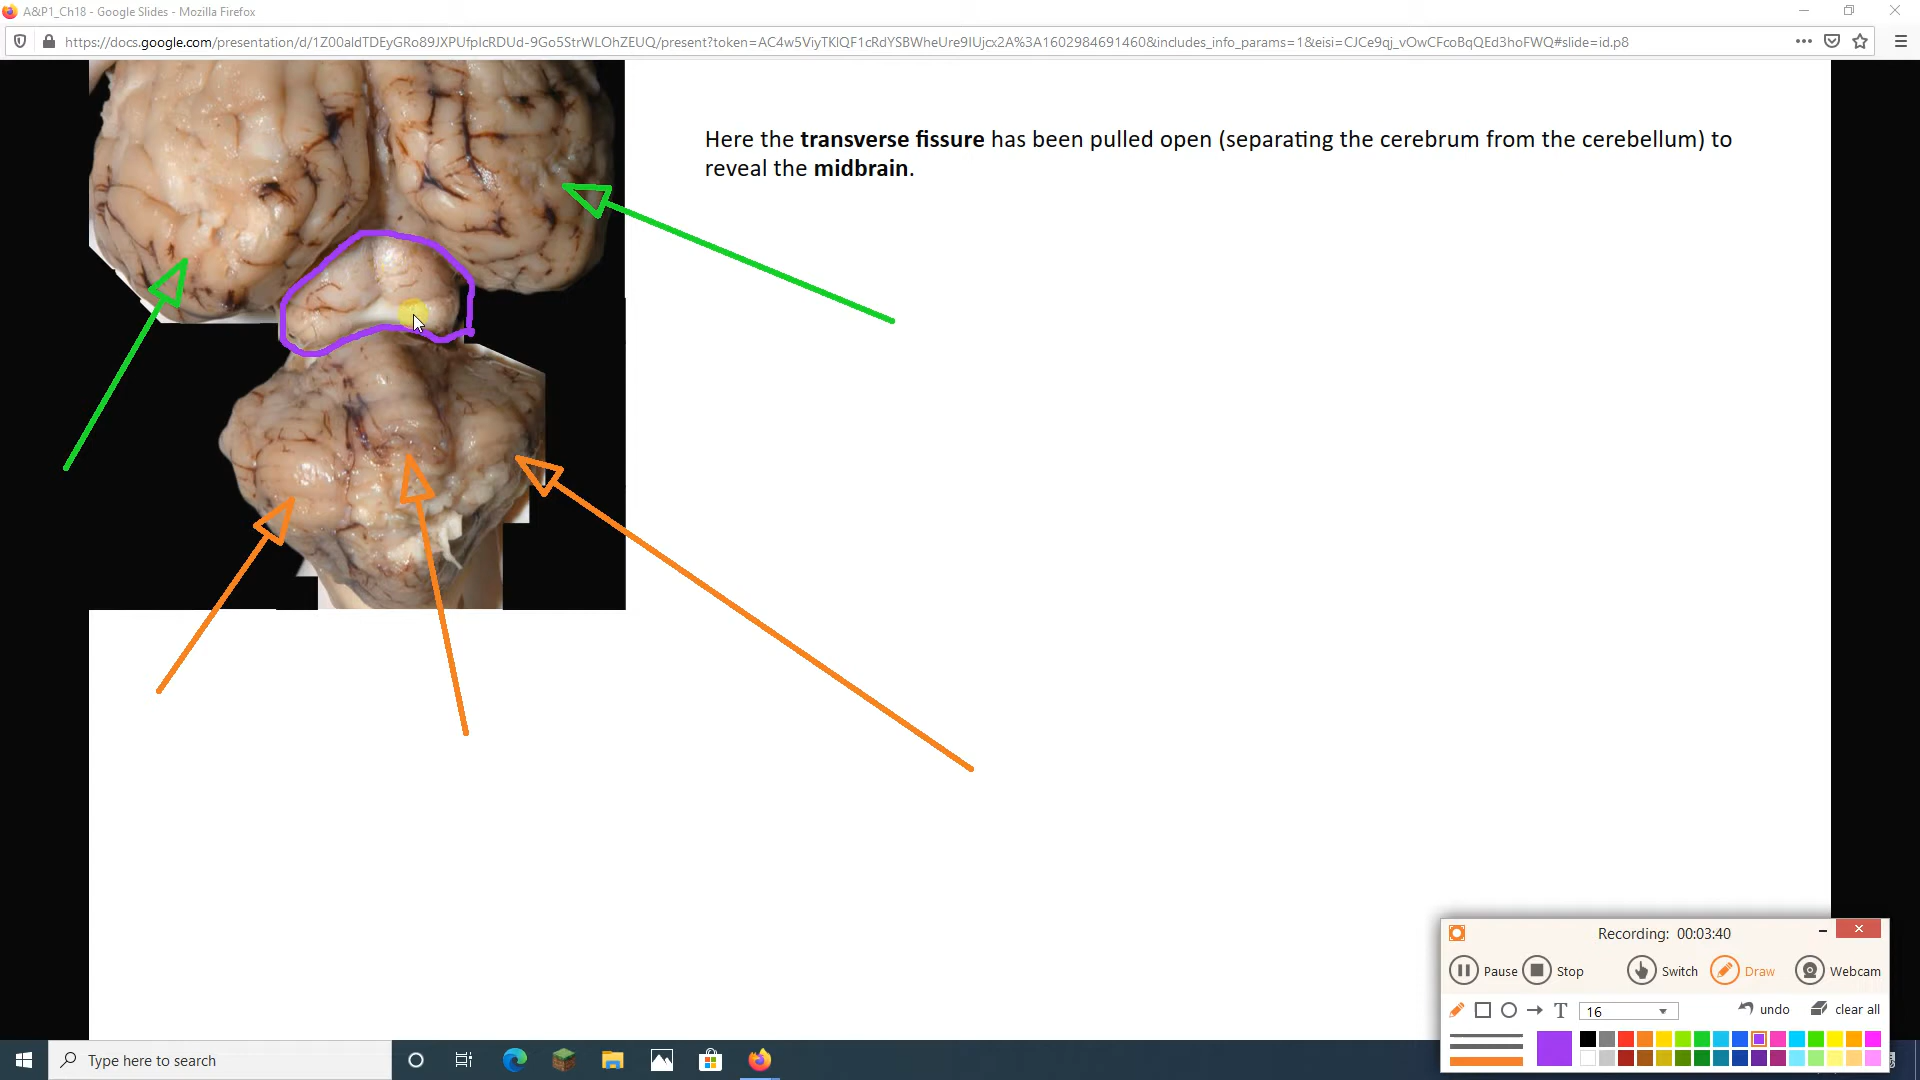 A&P1_Ch18 - Google Slides - Mozilla Firefox
https://docs.google.com/presentation/d/1Z00aldTDEyGRo89JXPUfpIcRDUd-9Go5StrWLOhZEUQ/present?token=AC4w5ViyTKlQF1cRdYSBWheUre9IUjcx2A%3A1602984691460&includes_info_params=1&eisi=CJCe9qj_vOwCFcoBqQEd3hoFWQ#slide=id.p8
Here the transverse fissure has been pulled open (separating the cerebrum from the cerebellum) to
reveal the midbrain.
Recording: 00:03:40
Pause Stop Switch Draw Webcam
T 16 undo clear all
Type here to search